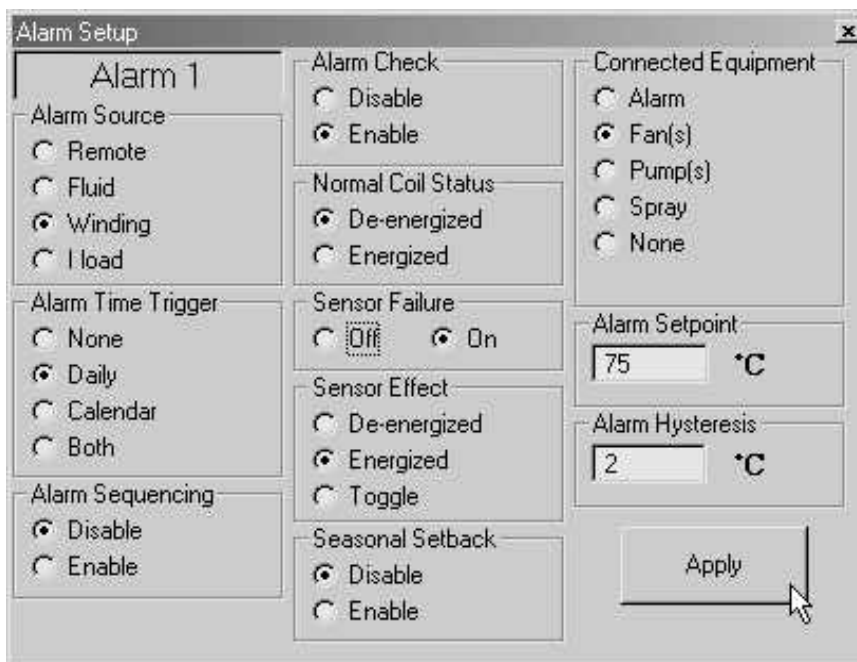 Alarm Setup
Alarm 1
Alarm Source
Remote
Fluid
Winding
I load
Alarm Time Trigger
None
Daily
Calendar
Both
Alarm Sequencing
Disable
Enable
Alarm Check
Disable
Enable
Normal Coil Status
De-energized
Energized
Sensor Failure
Off On
Sensor Effect
De-energized
Energized
Toggle
Seasonal Setback
Disable
Enable
Connected Equipment
Alarm
Fan(s)
Pump(s)
Spray
None
Alarm Setpoint
75 °C
Alarm Hysteresis
2 °C
Apply